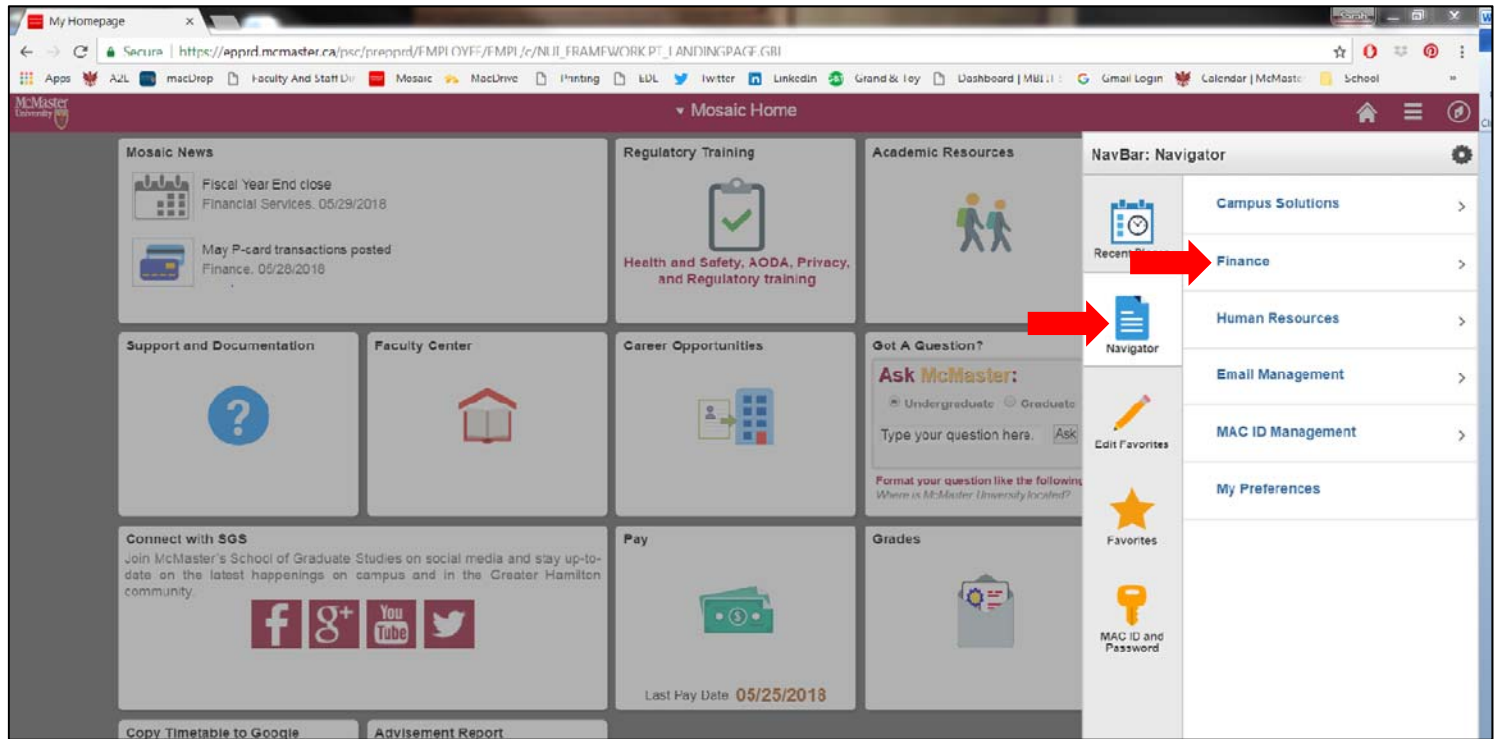 My Homepage
Sarah
Secure | https://epprd.mcmaster.ca/psc/prepprd/EMPLOYEE/EMPL/c/NUI_FRAMEWORK.PT_LANDINGPAGE.GBL
Apps A2L macDrop Faculty And Staff Dir Mosaic MacDrive Printing EDL Twitter LinkedIn Grand & Toy Dashboard | Gmail Login Calendar | McMaster School
McMaster
University
Mosaic Home
Mosaic News
Fiscal Year End close
Financial Services, 05/29/2018
May P-card transactions posted
Finance, 05/28/2018
Regulatory Training
Health and Safety, AODA, Privacy,
and Regulatory training
Academic Resources
Support and Documentation
Faculty Center
Career Opportunities
Got A Question?
Ask McMaster:
Undergraduate Graduate
Type your question here. Ask
Format your question like the following
Where is McMaster University located?
Connect with SGS
Join McMaster's School of Graduate Studies on social media and stay up-to-
date on the latest happenings on campus and in the Greater Hamilton
community.
f g+ You Tube
Pay
Last Pay Date 05/25/2018
Grades
Copy Timetable to Google
Advisement Report
NavBar: Navigator
Recent Places
Navigator
Edit Favorites
Favorites
MAC ID and
Password
Campus Solutions
Finance
Human Resources
Email Management
MAC ID Management
My Preferences